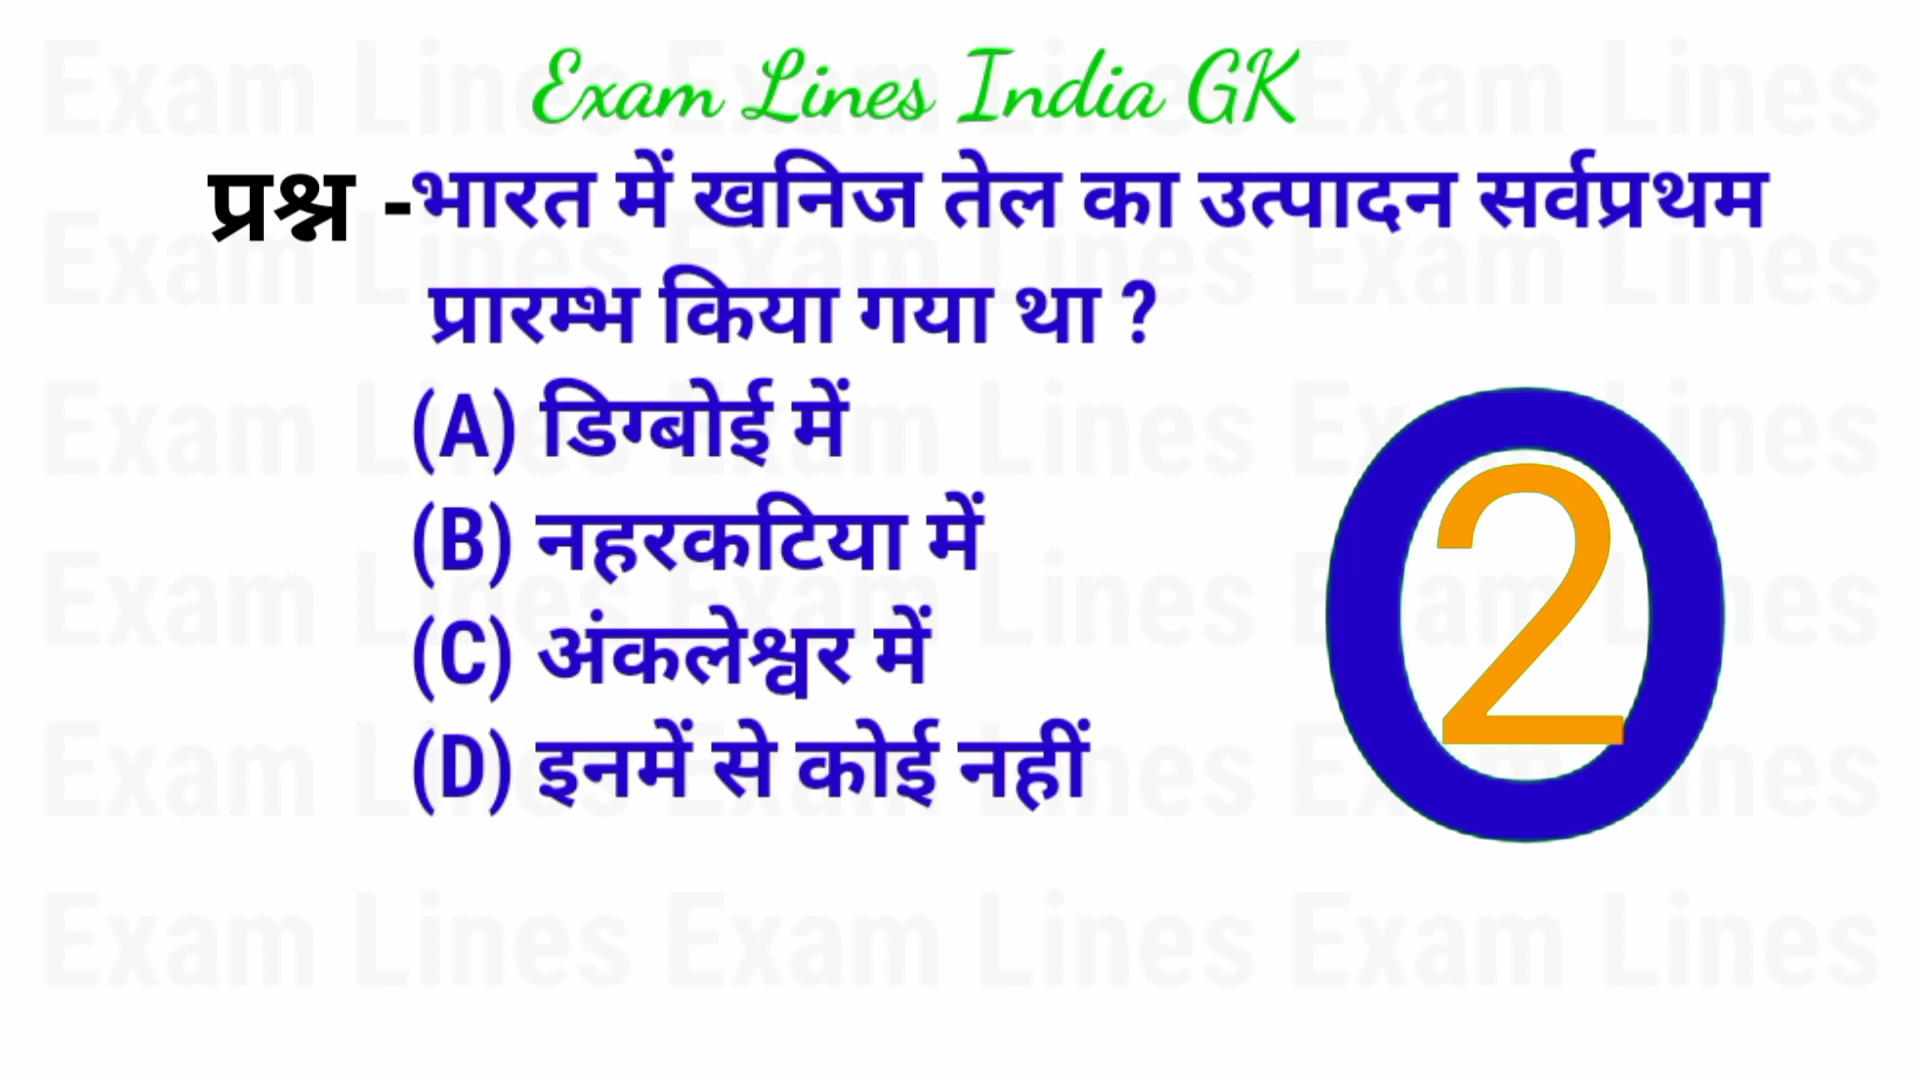 Exam Lines India GK
प्रश्न -भारत में खनिज तेल का उत्पादन सर्वप्रथम
प्रारम्भ किया गया था ?
(A) डिग्बोई में
(B) नहरकटिया में
(C) अंकलेश्वर में
(D) इनमें से कोई नहीं
2
Exam Lines Exam Lines Exam Lines
Exam Lines Exam Lines Exam Lines
Exam Lines Exam Lines Exam Lines
Exam Lines Exam Lines Exam Lines
Exam Lines Exam Lines Exam Lines
Exam Lines Exam Lines Exam Lines